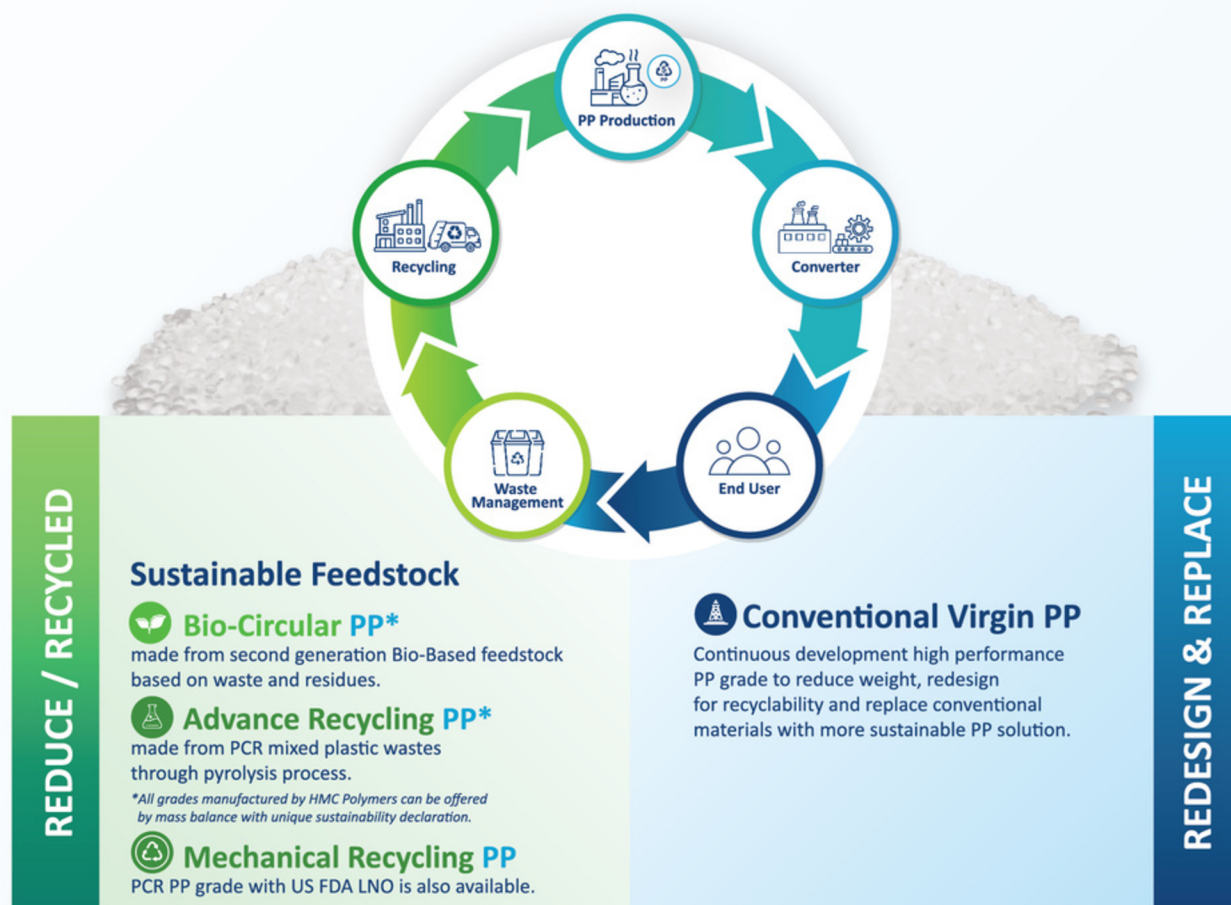 PP
PP Production
Converter
Recycling
End User
Waste
Management
REDUCE / RECYCLED
Sustainable Feedstock
Bio-Circular PP*
made from second generation Bio-Based feedstock
based on waste and residues.
Advance Recycling PP*
made from PCR mixed plastic wastes
through pyrolysis process.
*All grades manufactured by HMC Polymers can be offered
by mass balance with unique sustainability declaration.
Mechanical Recycling PP
PCR PP grade with US FDA LNO is also available.
Conventional Virgin PP
Continuous development high performance
PP grade to reduce weight, redesign
for recyclability and replace conventional
materials with more sustainable PP solution.
REDESIGN & REPLACE